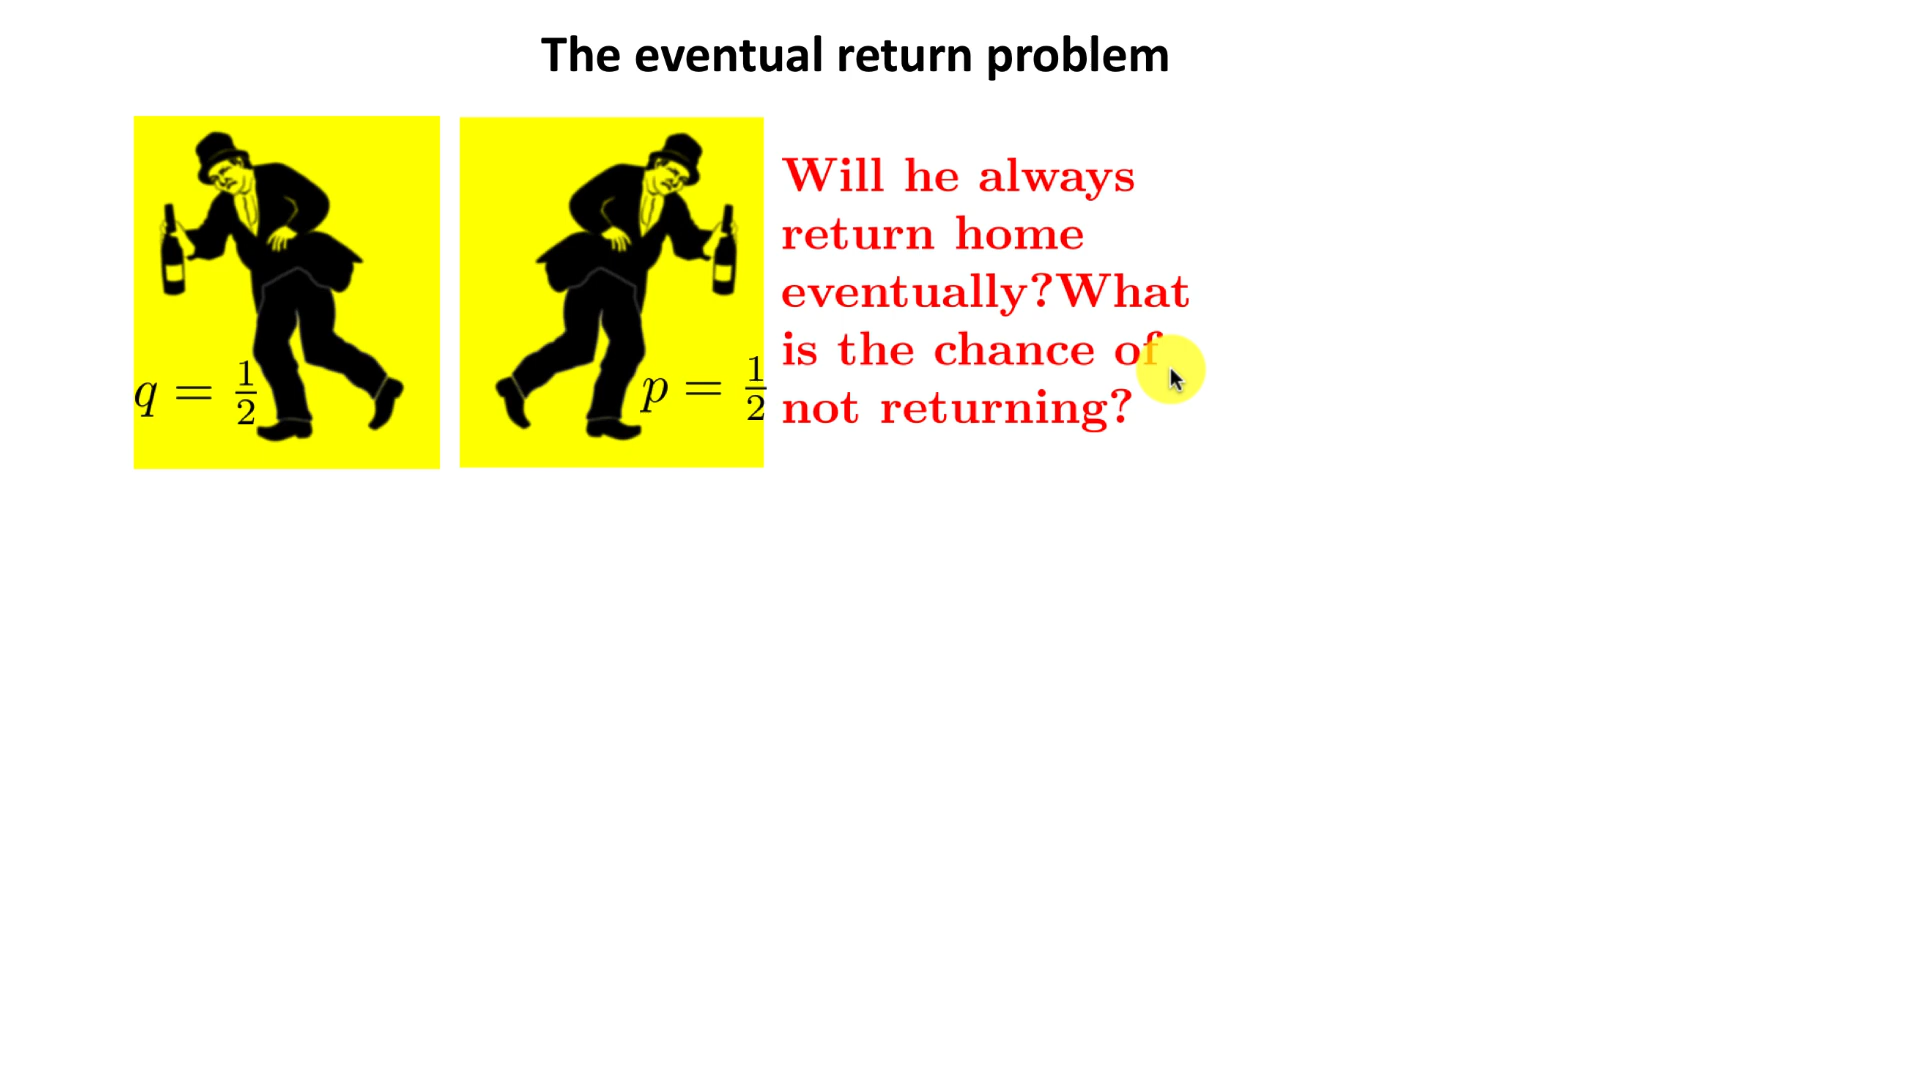 The eventual return problem
Will he always
return home
eventually?What
is the chance of
not returning?
q = 1/2
p = 1/2